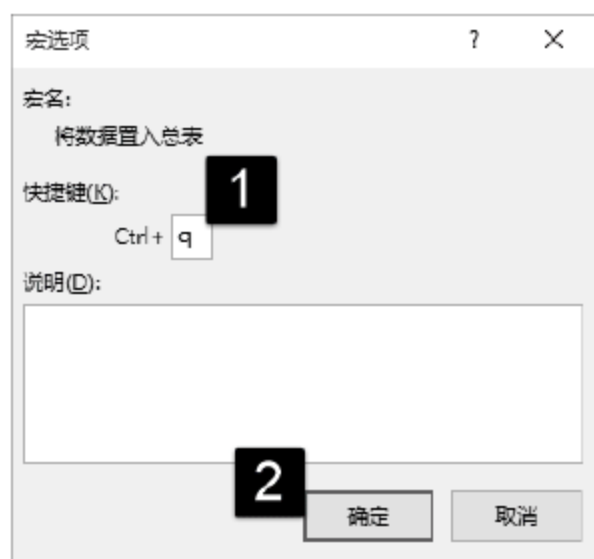 宏选项 ? ×
宏名:
将数据置入总表
1
快捷键(K):
Ctrl+ q
说明(D):
2
确定 取消